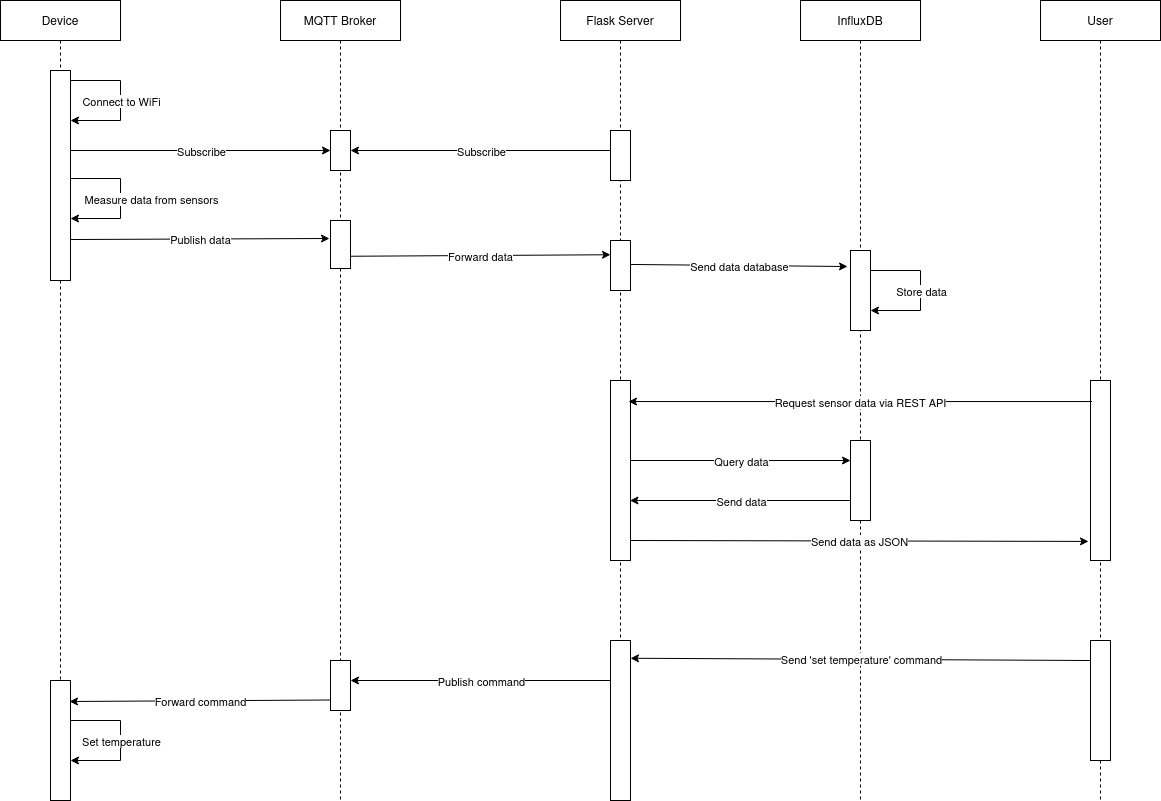 Device
MQTT Broker
Flask Server
InfluxDB
User
Connect to WiFi
Subscribe
Subscribe
Measure data from sensors
Publish data
Forward data
Send data database
Store data
Request sensor data via REST API
Query data
Send data
Send data as JSON
Send 'set temperature' command
Publish command
Forward command
Set temperature